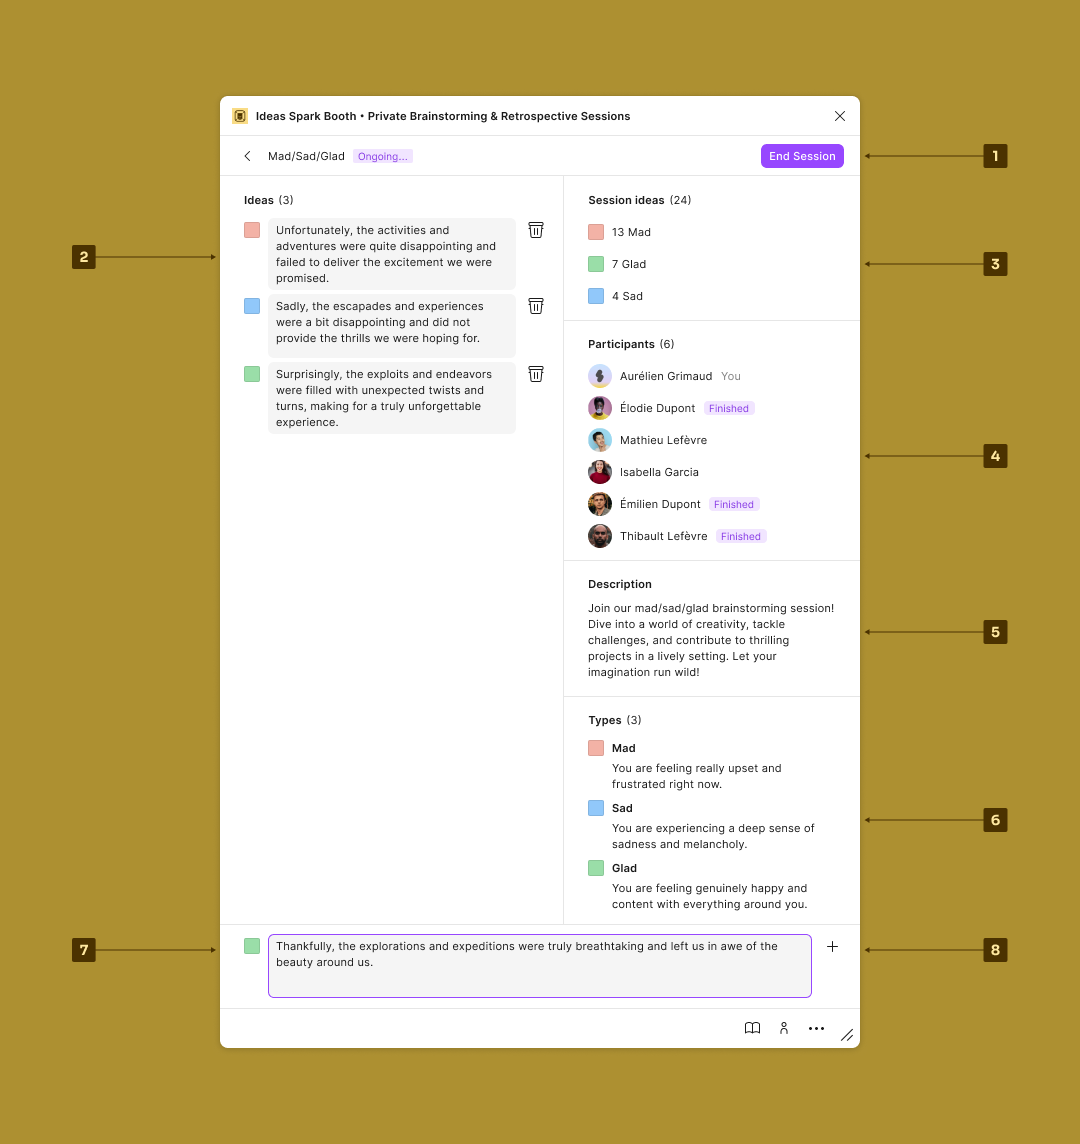 Ideas Spark Booth • Private Brainstorming & Retrospective Sessions
Mad/Sad/Glad Ongoing... End Session
1
Ideas (3)
2
Unfortunately, the activities and
adventures were quite disappointing and
failed to deliver the excitement we were
promised.
Sadly, the escapades and experiences
were a bit disappointing and did not
provide the thrills we were hoping for.
Surprisingly, the exploits and endeavors
were filled with unexpected twists and
turns, making for a truly unforgettable
experience.
Session ideas (24)
13 Mad
7 Glad
4 Sad
3
Participants (6)
Aurélien Grimaud You
Élodie Dupont Finished
Mathieu Lefèvre
Isabella Garcia
Émilien Dupont Finished
Thibault Lefèvre Finished
4
Description
Join our mad/sad/glad brainstorming session!
Dive into a world of creativity, tackle
challenges, and contribute to thrilling
projects in a lively setting. Let your
imagination run wild!
5
Types (3)
Mad
You are feeling really upset and
frustrated right now.
Sad
You are experiencing a deep sense of
sadness and melancholy.
Glad
You are feeling genuinely happy and
content with everything around you.
6
7
Thankfully, the explorations and expeditions were truly breathtaking and left us in awe of the
beauty around us.
8